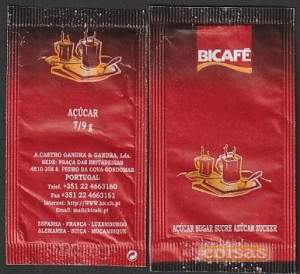 AÇÚCAR
7/9 g
A.CASTRO GANDRA & GANDRA, Lda.
SEDE: PRAÇA DAS BRITADEIRAS
4510 208 S. PEDRO DA COVA-GONDOMAR
PORTUGAL
Telef. +351 22 4663160
Fax +351 22 4663161
Internet: http://www.bicafe.pt
Email: mail@bicafe.pt
ESPANHA - FRANÇA - LUXEMBURGO
ALEMANHA - SUÍÇA - MOÇAMBIQUE
BICAFÉ
AÇÚCAR SUGAR SUCRE AZÚCAR ZUCKER
coisas